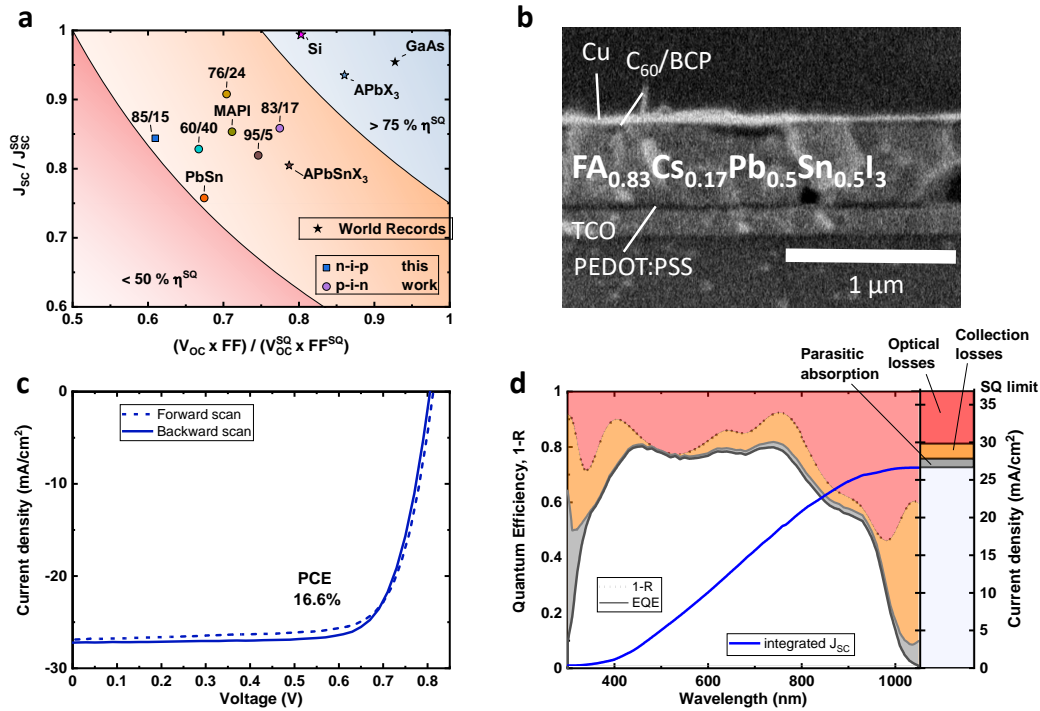 a
J_SC / J_SC^SQ
1
0.9
0.8
0.7
0.6
0.5
0.6
0.7
0.8
0.9
1
(V_OC x FF) / (V_OC^SQ x FF^SQ)
Si
GaAs
APbX₃
76/24
MAPI
83/17
85/15
60/40
95/5
> 75 % η^SQ
PbSn
APbSnX₃
World Records
< 50 % η^SQ
n-i-p this
p-i-n work
b
Cu
C₆₀/BCP
FA₀.₈₃Cs₀.₁₇Pb₀.₅Sn₀.₅I₃
TCO
PEDOT:PSS
1 µm
c
Current density (mA/cm²)
0
-10
-20
-30
Forward scan
Backward scan
PCE
16.6%
0 0.1 0.2 0.3 0.4 0.5 0.6 0.7 0.8
Voltage (V)
d
Parasitic
absorption
Optical
losses
Collection
losses
SQ limit
Quantum Efficiency, 1-R
1
0.8
0.6
0.4
0.2
0
1-R
EQE
integrated J_SC
400 600 800 1000
Wavelength (nm)
35
30
25
20
15
10
5
0
Current density (mA/cm²)